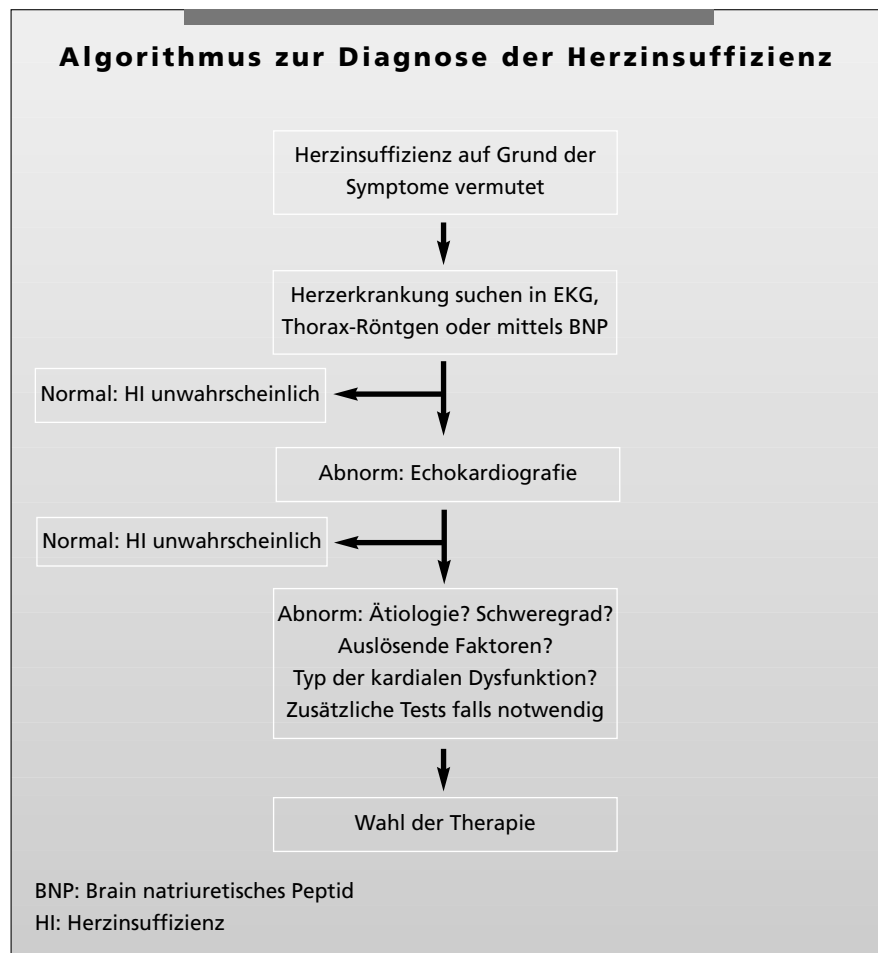 Algorithmus zur Diagnose der Herzinsuffizienz
Herzinsuffizienz auf Grund der
Symptome vermutet
Herzerkrankung suchen in EKG,
Thorax-Röntgen oder mittels BNP
Normal: HI unwahrscheinlich
Abnorm: Echokardiografie
Normal: HI unwahrscheinlich
Abnorm: Ätiologie? Schweregrad?
Auslösende Faktoren?
Typ der kardialen Dysfunktion?
Zusätzliche Tests falls notwendig
Wahl der Therapie
BNP: Brain natriuretisches Peptid
HI: Herzinsuffizienz